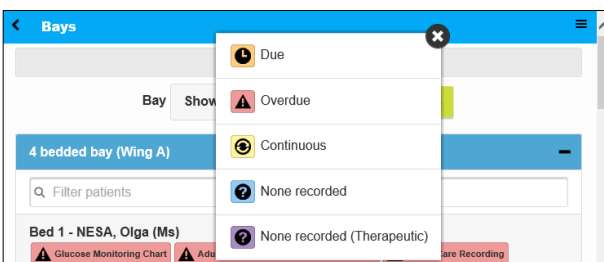 Bays
Due
Bay Show
Overdue
4 bedded bay (Wing A)
Continuous
Filter patients
None recorded
Bed 1 - NESA, Olga (Ms)
None recorded (Therapeutic)
Glucose Monitoring Chart Adu are Recording